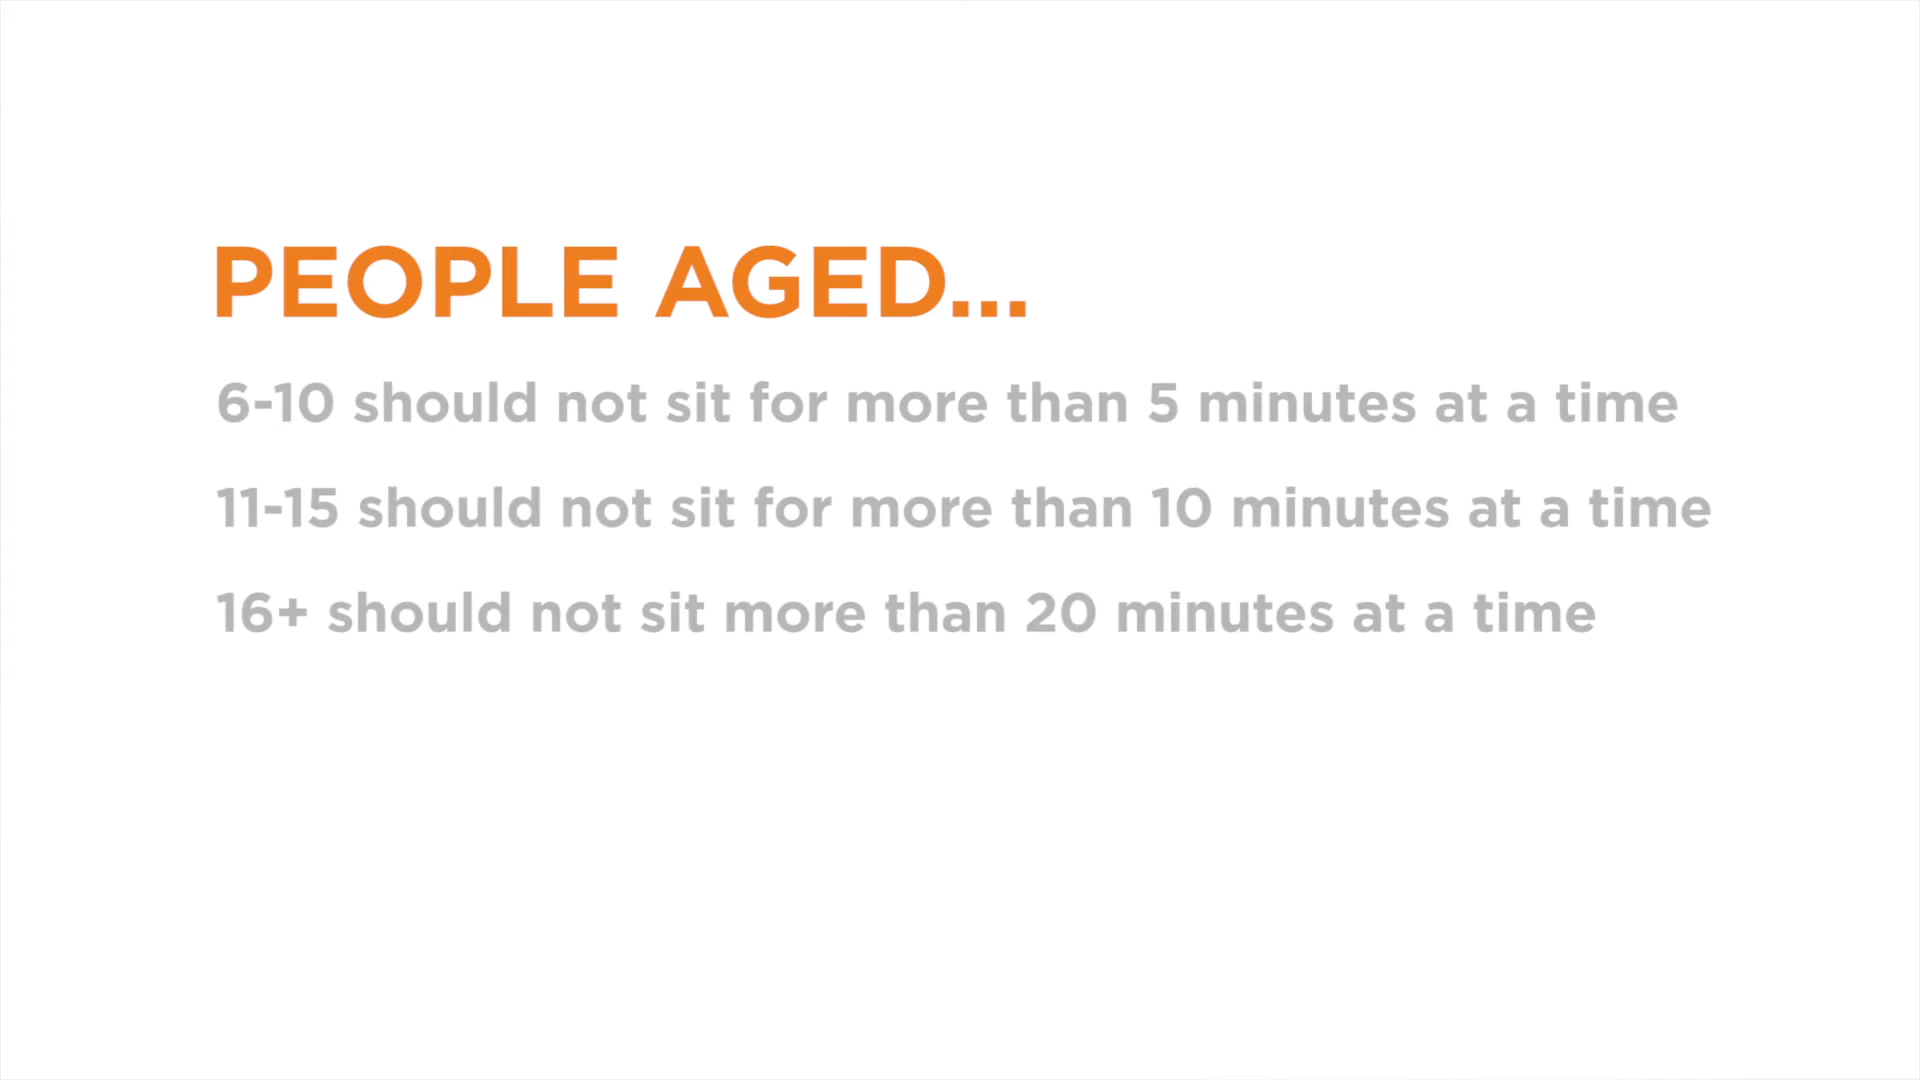 PEOPLE AGED...
6-10 should not sit for more than 5 minutes at a time
11-15 should not sit for more than 10 minutes at a time
16+ should not sit more than 20 minutes at a time